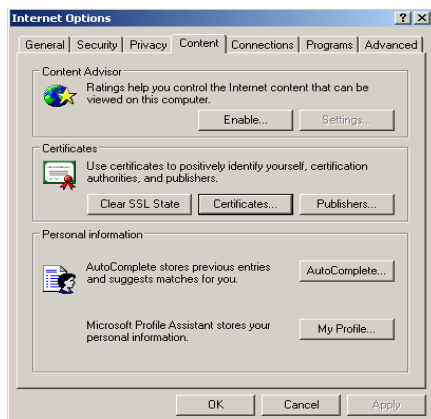 Internet Options
General Security Privacy Content Connections Programs Advanced
Content Advisor
Ratings help you control the Internet content that can be
viewed on this computer.
Enable... Settings...
Certificates
Use certificates to positively identify yourself, certification
authorities, and publishers.
Clear SSL State Certificates... Publishers...
Personal information
AutoComplete stores previous entries
and suggests matches for you.
AutoComplete...
Microsoft Profile Assistant stores your
personal information.
My Profile...
OK Cancel Apply